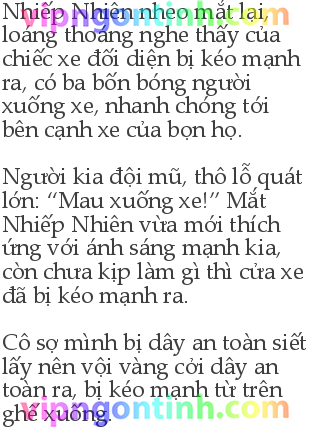 Nhiếp Nhiên nheo mắt lại,
loáng thoáng nghe thấy của
chiếc xe đối diện bị kéo mạnh
ra, có ba bốn bóng người
xuống xe, nhanh chóng tới
bên cạnh xe của bọn họ.
Người kia đội mũ, thô lỗ quát
lớn: “Mau xuống xe!” Mắt
Nhiếp Nhiên vừa mới thích
ứng với ánh sáng mạnh kia,
còn chưa kịp làm gì thì cửa xe
đã bị kéo mạnh ra.
Cô sợ mình bị dây an toàn siết
lấy nên vội vàng cởi dây an
toàn ra, bị kéo mạnh từ trên
ghế xuống.
vipngontinh.com
vipngontinh.com